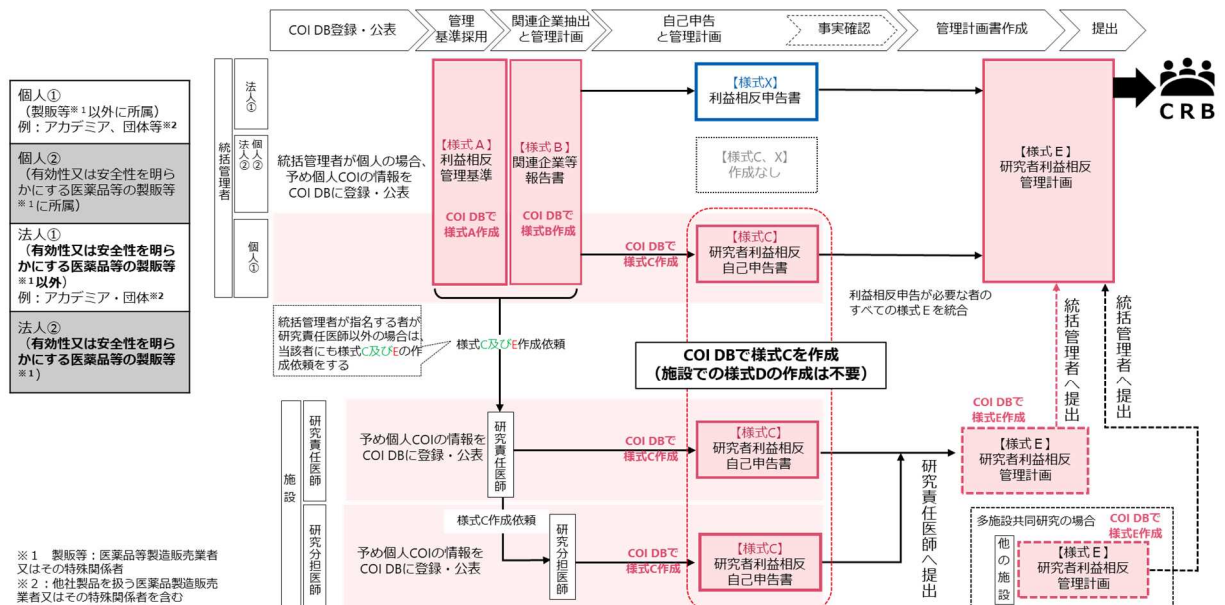 COI DB登録・公表
管理
基準採用
関連企業抽出
と管理計画
自己申告
と管理計画
事実確認
管理計画書作成
提出
個人①
（製販等※1以外に所属）
例：アカデミア、団体等※2
個人②
（有効性又は安全性を明ら
かにする医薬品等の製販等
※1に所属）
法人①
（有効性又は安全性を明ら
かにする医薬品等の製販等
※1以外）
例：アカデミア・団体※2
法人②
（有効性又は安全性を明ら
かにする医薬品等の製販等
※1）
統括管理者
法人①
個人②
法人②
個人①
統括管理者が個人の場合、
予め個人COIの情報を
COI DBに登録・公表
【様式A】
利益相反
管理基準
COI DBで
様式A作成
【様式B】
関連企業等
報告書
COI DBで
様式B作成
【様式X】
利益相反申告書
【様式C、X】
作成なし
COI DBで
様式C作成
【様式C】
研究者利益相反
自己申告書
【様式E】
研究者利益相反
管理計画
CRB
利益相反申告が必要な者の
すべての様式Eを統合
統括管理者が指名する者が
研究責任医師以外の場合は、
当該者にも様式C及びEの作
成依頼をする
様式C及びE作成依頼
COI DBで様式Cを作成
（施設での様式Dの作成は不要）
統括管理者へ提出
統括管理者へ提出
施設
研究責任医師
予め個人COIの情報を
COI DBに登録・公表
研究責任医師
COI DBで
様式C作成
【様式C】
研究者利益相反
自己申告書
研究責任医師へ提出
COI DBで
様式E作成
【様式E】
研究者利益相反
管理計画
研究分担医師
様式C作成依頼
予め個人COIの情報を
COI DBに登録・公表
研究分担医師
COI DBで
様式C作成
【様式C】
研究者利益相反
自己申告書
多施設共同研究の場合
COI DBで
様式E作成
他の施設
【様式E】
研究者利益相反
管理計画
※1　製販等：医薬品等製造販売業者
又はその特殊関係者
※2：他社製品を扱う医薬品製造販売
業者又はその特殊関係者を含む